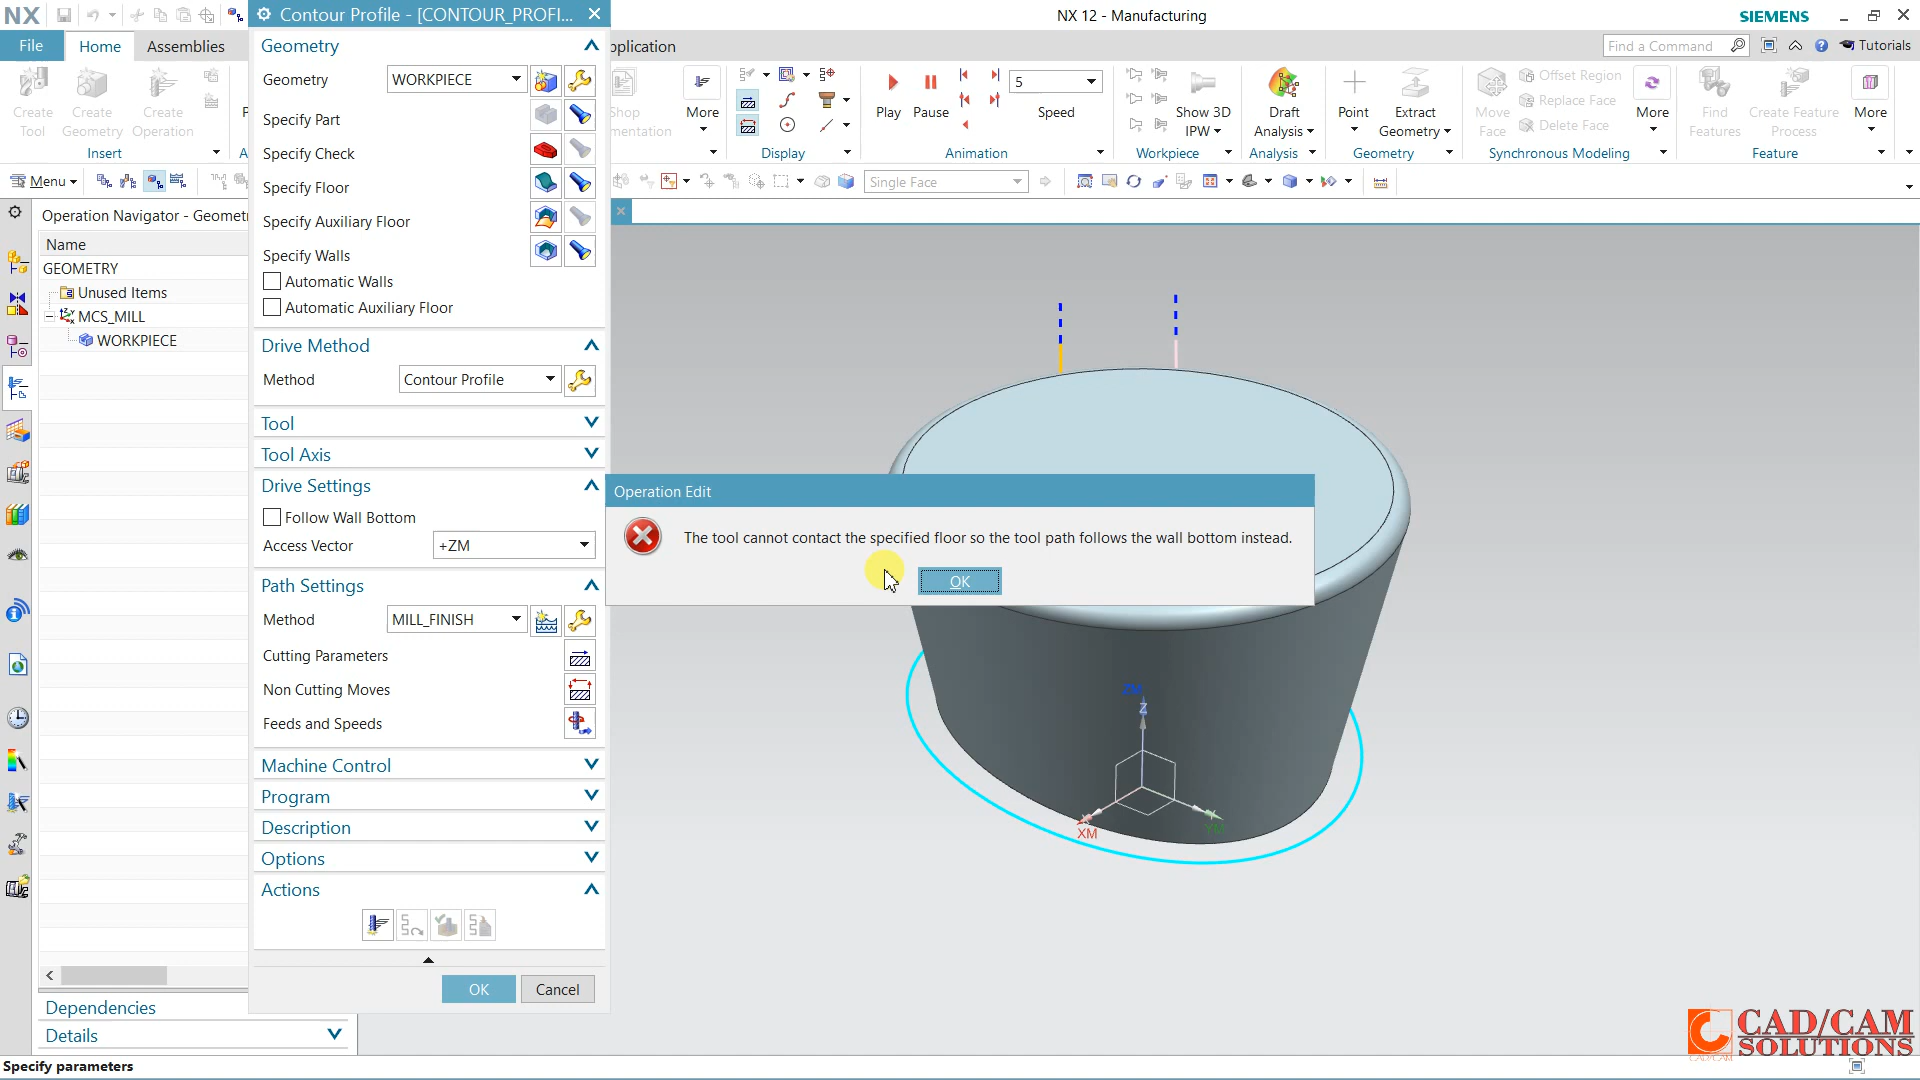 NX
Contour Profile - [CONTOUR_PROFI...
NX 12 - Manufacturing
SIEMENS
File
Home
Assemblies
pplication
Find a Command
Tutorials
Create Tool
Create Geometry
Create Operation
Insert
Shop
mentation
More
Display
Play
Pause
5
Speed
Animation
Show 3D IPW
Workpiece
Draft Analysis
Analysis
Point
Extract Geometry
Geometry
Move Face
Offset Region
Replace Face
Delete Face
More
Synchronous Modeling
Find Features
Create Feature Process
More
Feature
Menu
Single Face
Operation Navigator - Geomet
Name
GEOMETRY
Unused Items
MCS_MILL
WORKPIECE
Dependencies
Details
Geometry
Geometry
WORKPIECE
Specify Part
Specify Check
Specify Floor
Specify Auxiliary Floor
Specify Walls
Automatic Walls
Automatic Auxiliary Floor
Drive Method
Method
Contour Profile
Tool
Tool Axis
Drive Settings
Follow Wall Bottom
Access Vector
+ZM
Path Settings
Method
MILL_FINISH
Cutting Parameters
Non Cutting Moves
Feeds and Speeds
Machine Control
Program
Description
Options
Actions
OK
Cancel
Operation Edit
The tool cannot contact the specified floor so the tool path follows the wall bottom instead.
OK
ZM
Z
XM
YM
CAD/CAM
SOLUTIONS
Specify parameters